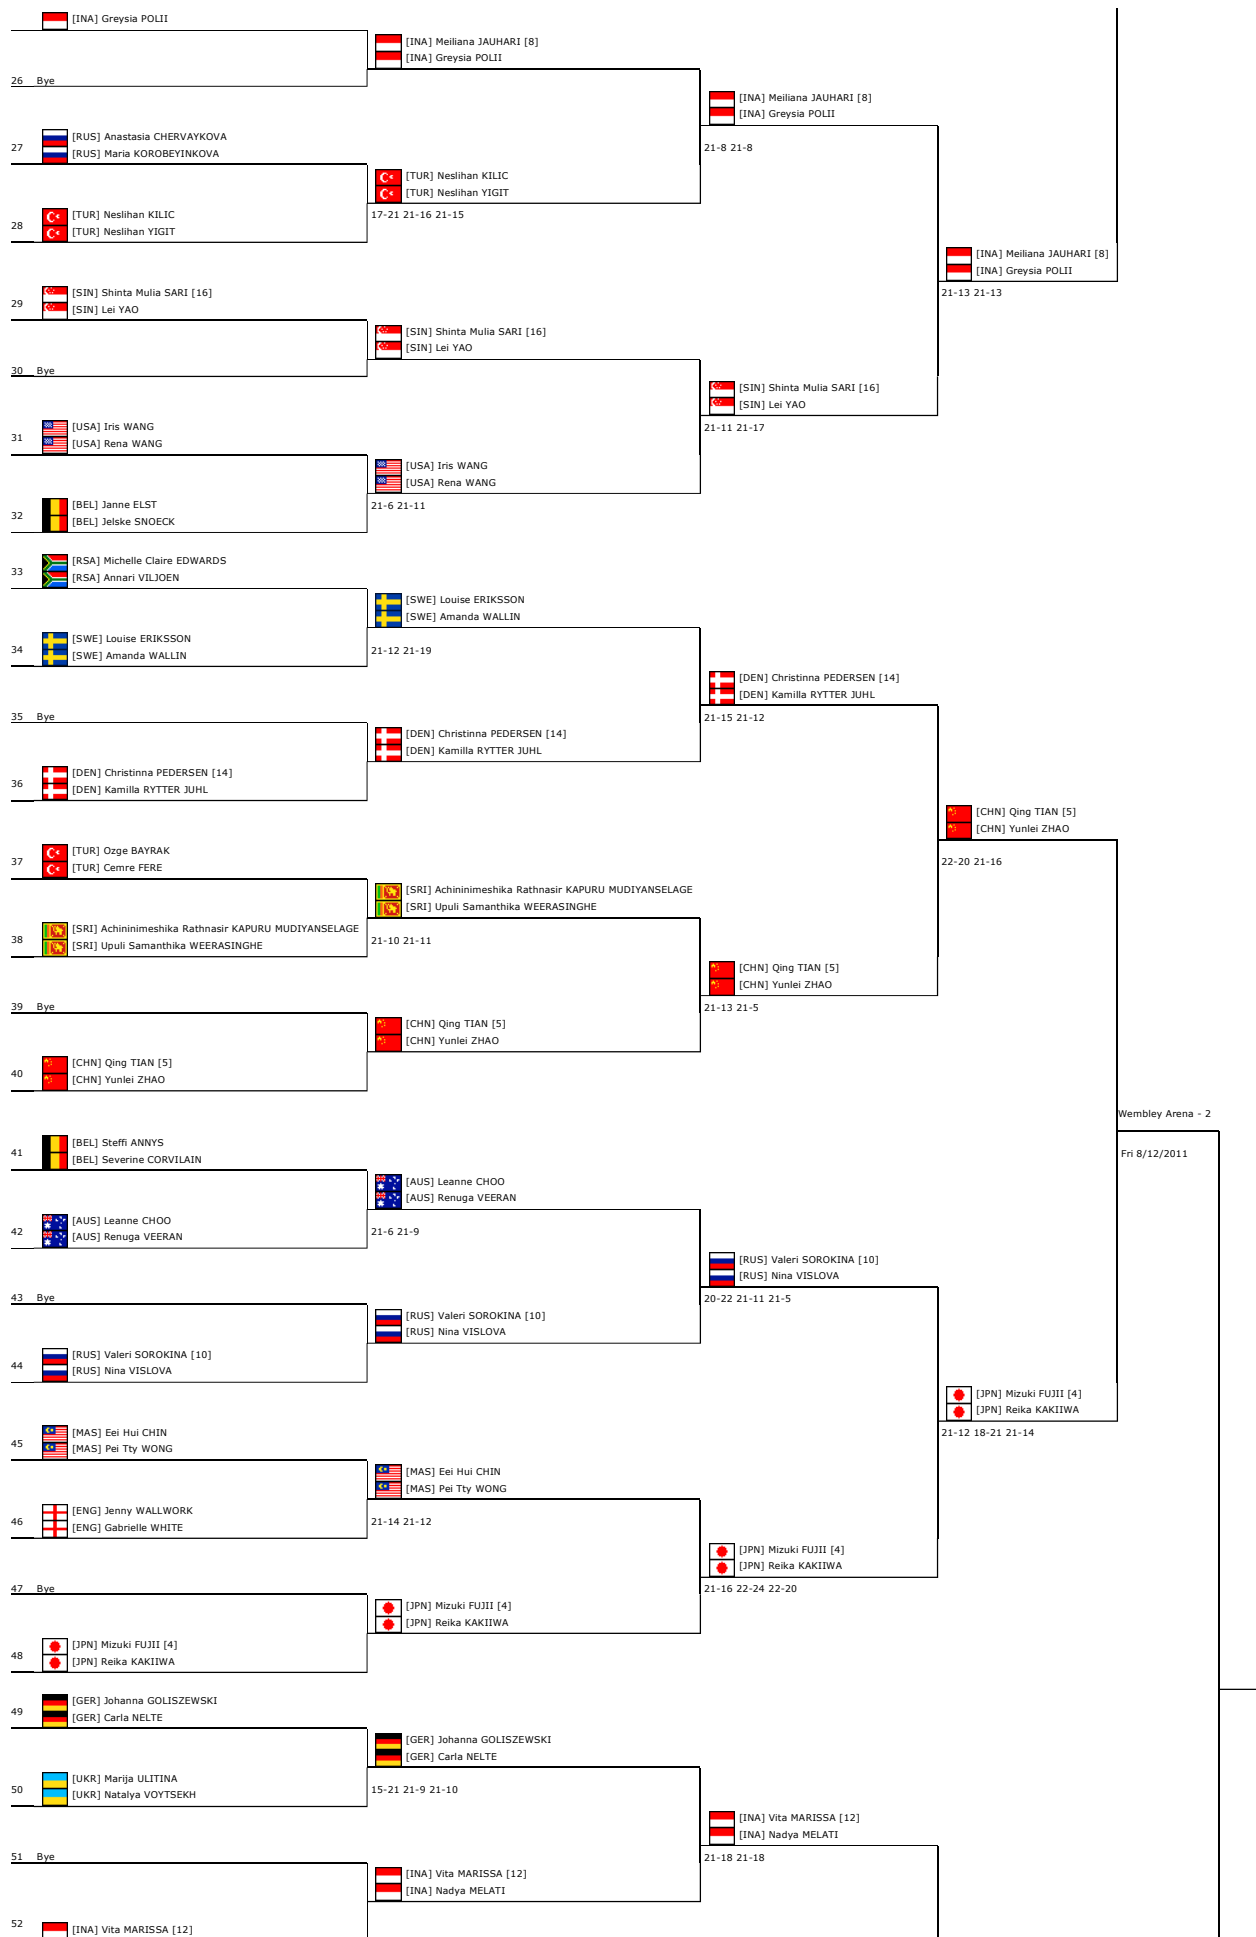 [INA] Greysia POLII
[INA] Meiliana JAUHARI [8]
[INA] Greysia POLII
26 Bye
[INA] Meiliana JAUHARI [8]
[INA] Greysia POLII
27
[RUS] Anastasia CHERVAYKOVA
[RUS] Maria KOROBEYINKOVA
21-8 21-8
[TUR] Neslihan KILIC
[TUR] Neslihan YIGIT
28
[TUR] Neslihan KILIC
[TUR] Neslihan YIGIT
17-21 21-16 21-15
[INA] Meiliana JAUHARI [8]
[INA] Greysia POLII
29
[SIN] Shinta Mulia SARI [16]
[SIN] Lei YAO
21-13 21-13
[SIN] Shinta Mulia SARI [16]
[SIN] Lei YAO
30 Bye
[SIN] Shinta Mulia SARI [16]
[SIN] Lei YAO
31
[USA] Iris WANG
[USA] Rena WANG
21-11 21-17
[USA] Iris WANG
[USA] Rena WANG
32
[BEL] Janne ELST
[BEL] Jelske SNOECK
21-6 21-11
33
[RSA] Michelle Claire EDWARDS
[RSA] Annari VILJOEN
[SWE] Louise ERIKSSON
[SWE] Amanda WALLIN
34
[SWE] Louise ERIKSSON
[SWE] Amanda WALLIN
21-12 21-19
[DEN] Christinna PEDERSEN [14]
[DEN] Kamilla RYTTER JUHL
35 Bye
21-15 21-12
[DEN] Christinna PEDERSEN [14]
[DEN] Kamilla RYTTER JUHL
36
[DEN] Christinna PEDERSEN [14]
[DEN] Kamilla RYTTER JUHL
[CHN] Qing TIAN [5]
[CHN] Yunlei ZHAO
37
[TUR] Ozge BAYRAK
[TUR] Cemre FERE
22-20 21-16
[SRI] Achininimeshika Rathnasir KAPURU MUDIYANSELAGE
[SRI] Upuli Samanthika WEERASINGHE
38
[SRI] Achininimeshika Rathnasir KAPURU MUDIYANSELAGE
[SRI] Upuli Samanthika WEERASINGHE
21-10 21-11
[CHN] Qing TIAN [5]
[CHN] Yunlei ZHAO
39 Bye
21-13 21-5
[CHN] Qing TIAN [5]
[CHN] Yunlei ZHAO
40
[CHN] Qing TIAN [5]
[CHN] Yunlei ZHAO
Wembley Arena - 2
41
[BEL] Steffi ANNYS
[BEL] Severine CORVILAIN
Fri 8/12/2011
[AUS] Leanne CHOO
[AUS] Renuga VEERAN
42
[AUS] Leanne CHOO
[AUS] Renuga VEERAN
21-6 21-9
[RUS] Valeri SOROKINA [10]
[RUS] Nina VISLOVA
43 Bye
20-22 21-11 21-5
[RUS] Valeri SOROKINA [10]
[RUS] Nina VISLOVA
44
[RUS] Valeri SOROKINA [10]
[RUS] Nina VISLOVA
[JPN] Mizuki FUJII [4]
[JPN] Reika KAKIIWA
45
[MAS] Eei Hui CHIN
[MAS] Pei Tty WONG
21-12 18-21 21-14
[MAS] Eei Hui CHIN
[MAS] Pei Tty WONG
46
[ENG] Jenny WALLWORK
[ENG] Gabrielle WHITE
21-14 21-12
[JPN] Mizuki FUJII [4]
[JPN] Reika KAKIIWA
47 Bye
21-16 22-24 22-20
[JPN] Mizuki FUJII [4]
[JPN] Reika KAKIIWA
48
[JPN] Mizuki FUJII [4]
[JPN] Reika KAKIIWA
49
[GER] Johanna GOLISZEWSKI
[GER] Carla NELTE
[GER] Johanna GOLISZEWSKI
[GER] Carla NELTE
50
[UKR] Marija ULITINA
[UKR] Natalya VOYTSEKH
15-21 21-9 21-10
[INA] Vita MARISSA [12]
[INA] Nadya MELATI
51 Bye
21-18 21-18
[INA] Vita MARISSA [12]
[INA] Nadya MELATI
52
[INA] Vita MARISSA [12]